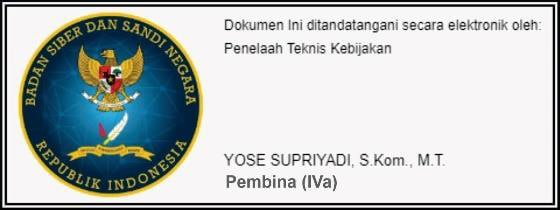 BADAN SIBER DAN SANDI NEGARA
REPUBLIK INDONESIA
Dokumen Ini ditandatangani secara elektronik oleh:
Penelaah Teknis Kebijakan
YOSE SUPRIYADI, S.Kom., M.T.
Pembina (IVa)